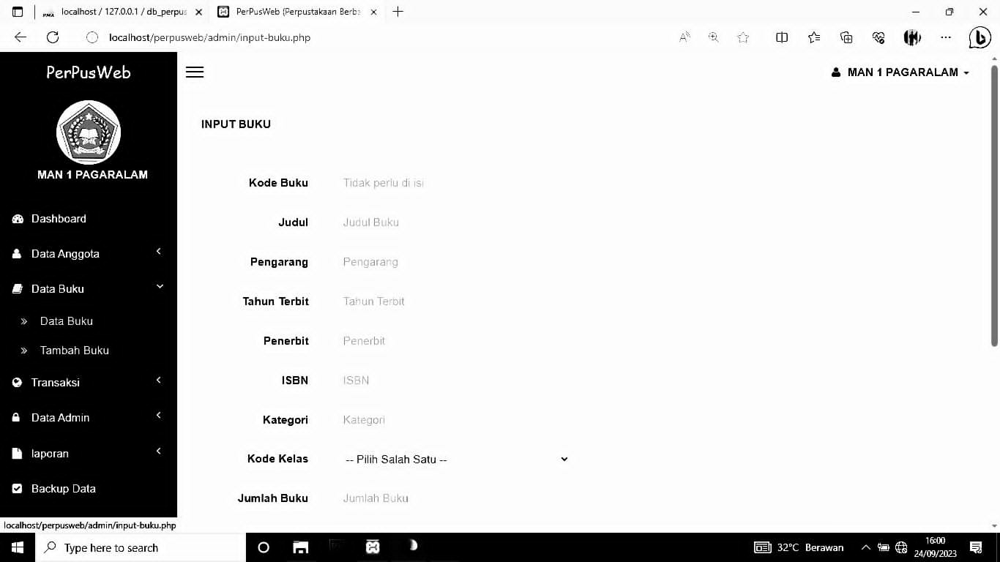 PMA localhost / 127.0.0.1 / db_perpus
PerPusWeb (Perpustakaan Berba
localhost/perpusweb/admin/input-buku.php
PerPusWeb
MAN 1 PAGARALAM
MAN 1 PAGARALAM
Dashboard
Data Anggota
Data Buku
Data Buku
Tambah Buku
Transaksi
Data Admin
laporan
Backup Data
INPUT BUKU
Kode Buku Tidak perlu di isi
Judul Judul Buku
Pengarang Pengarang
Tahun Terbit Tahun Terbit
Penerbit Penerbit
ISBN ISBN
Kategori Kategori
Kode Kelas -- Pilih Salah Satu --
Jumlah Buku Jumlah Buku
localhost/perpusweb/admin/input-buku.php
Type here to search
32°C Berawan
16:00
24/09/2023